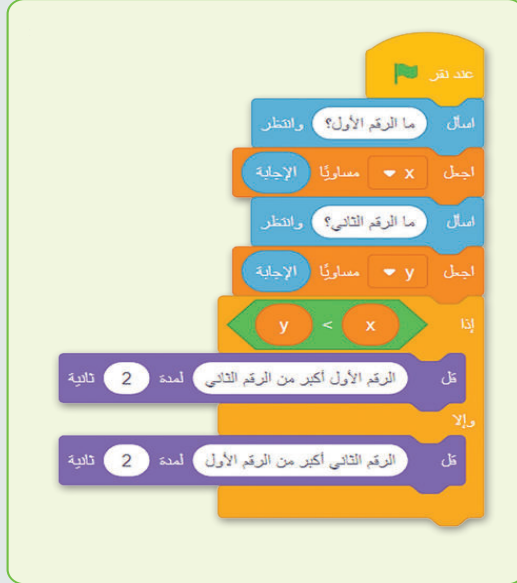 عند نقر
اسأل ما الرقم الأول؟ وانتظر
اجعل x مساويًا الإجابة
اسأل ما الرقم الثاني؟ وانتظر
اجعل y مساويًا الإجابة
إذا y < x
قل الرقم الأول أكبر من الرقم الثاني لمدة 2 ثانية
وإلا
قل الرقم الثاني أكبر من الرقم الأول لمدة 2 ثانية